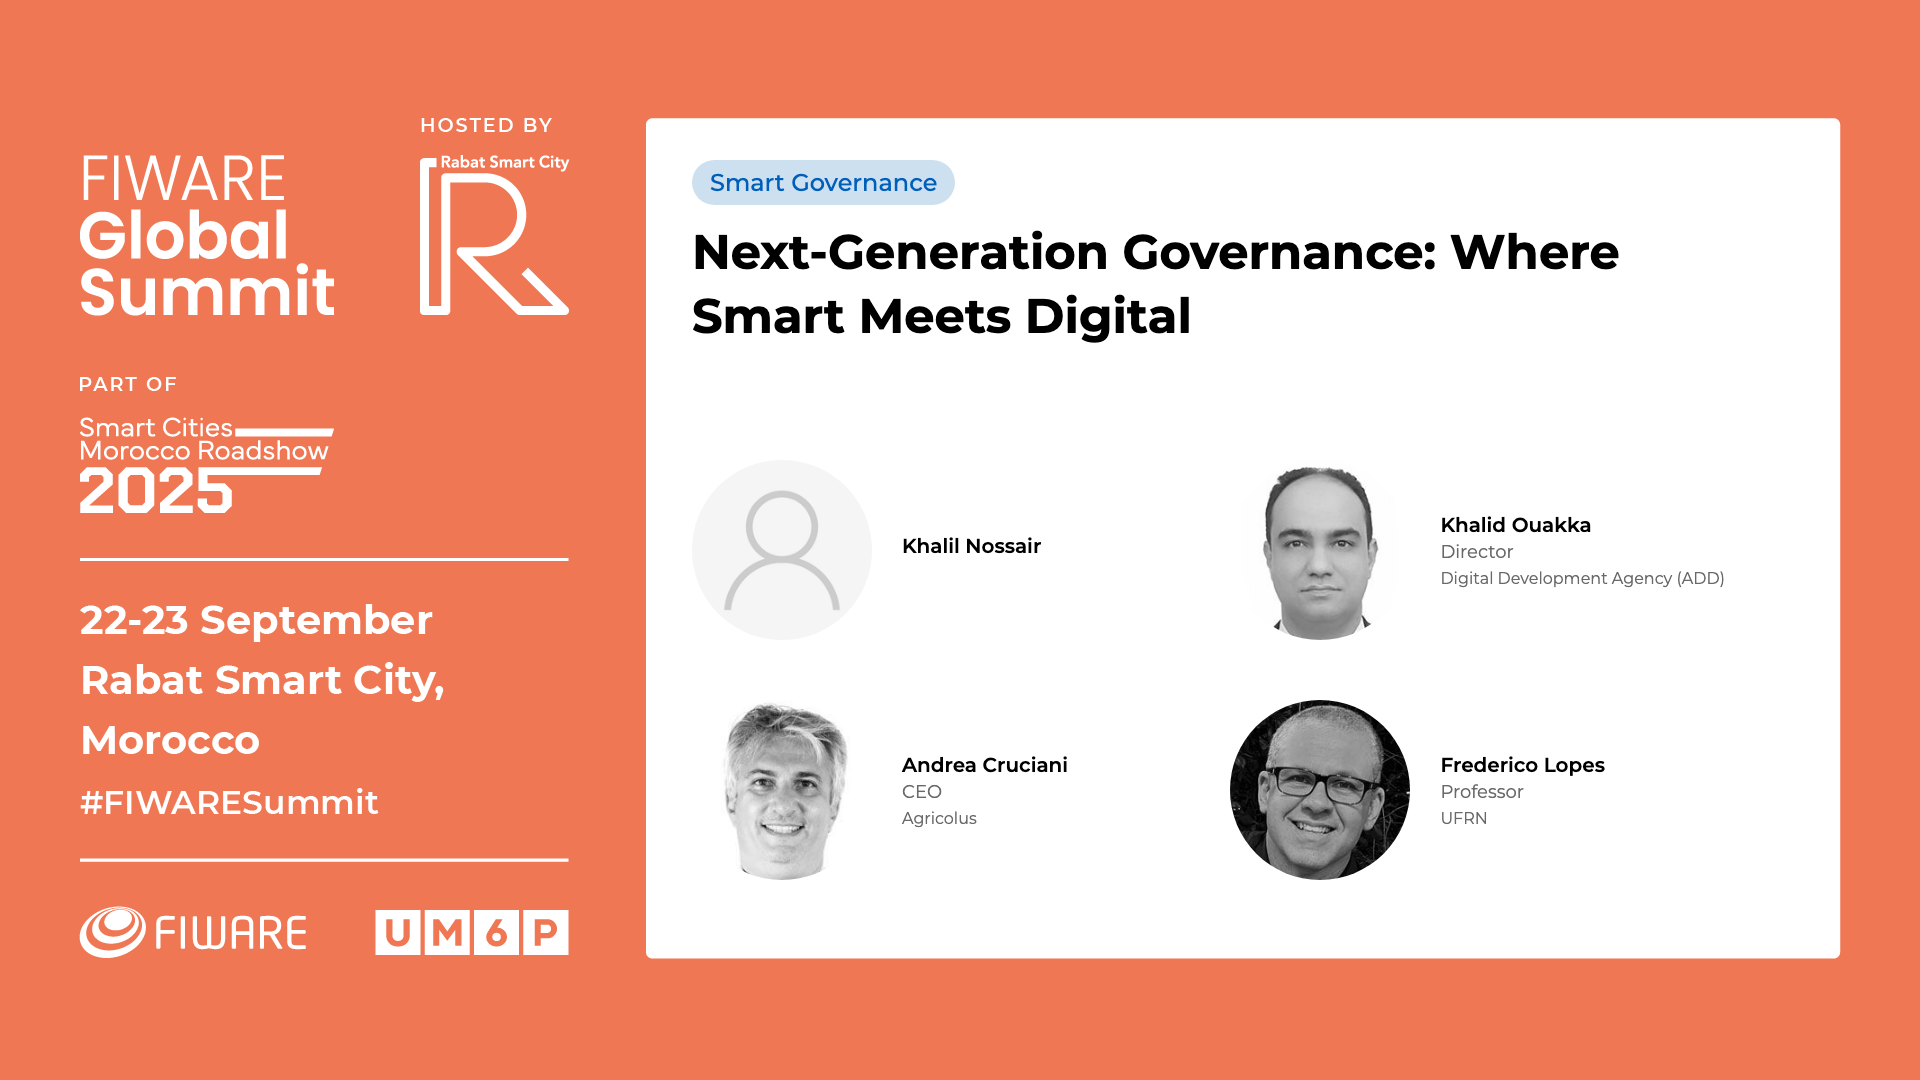 FIWARE
Global
Summit
HOSTED BY
Rabat Smart City
R
PART OF
Smart Cities
Morocco Roadshow
2025
22-23 September
Rabat Smart City,
Morocco
#FIWARESummit
FIWARE
UM6P
Smart Governance
Next-Generation Governance: Where
Smart Meets Digital
Khalil Nossair
Khalid Ouakka
Director
Digital Development Agency (ADD)
Andrea Cruciani
CEO
Agricolus
Frederico Lopes
Professor
UFRN